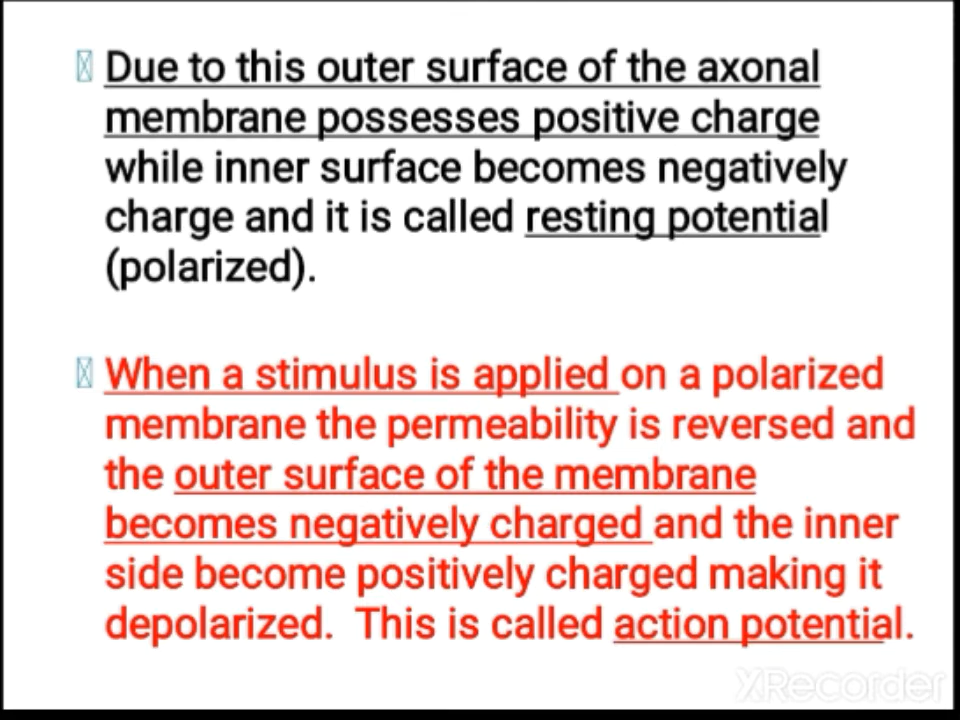 Due to this outer surface of the axonal
membrane possesses positive charge
while inner surface becomes negatively
charge and it is called resting potential
(polarized).
When a stimulus is applied on a polarized
membrane the permeability is reversed and
the outer surface of the membrane
becomes negatively charged and the inner
side become positively charged making it
depolarized.  This is called action potential.
XRecorder